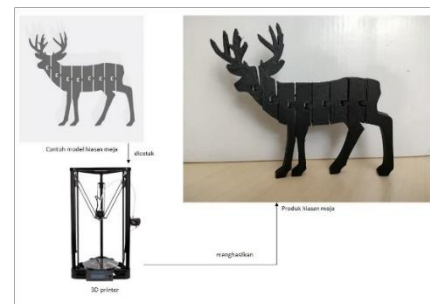 Contoh model hiasan meja
dicetak
Produk hiasan meja
menghasilkan
3D printer